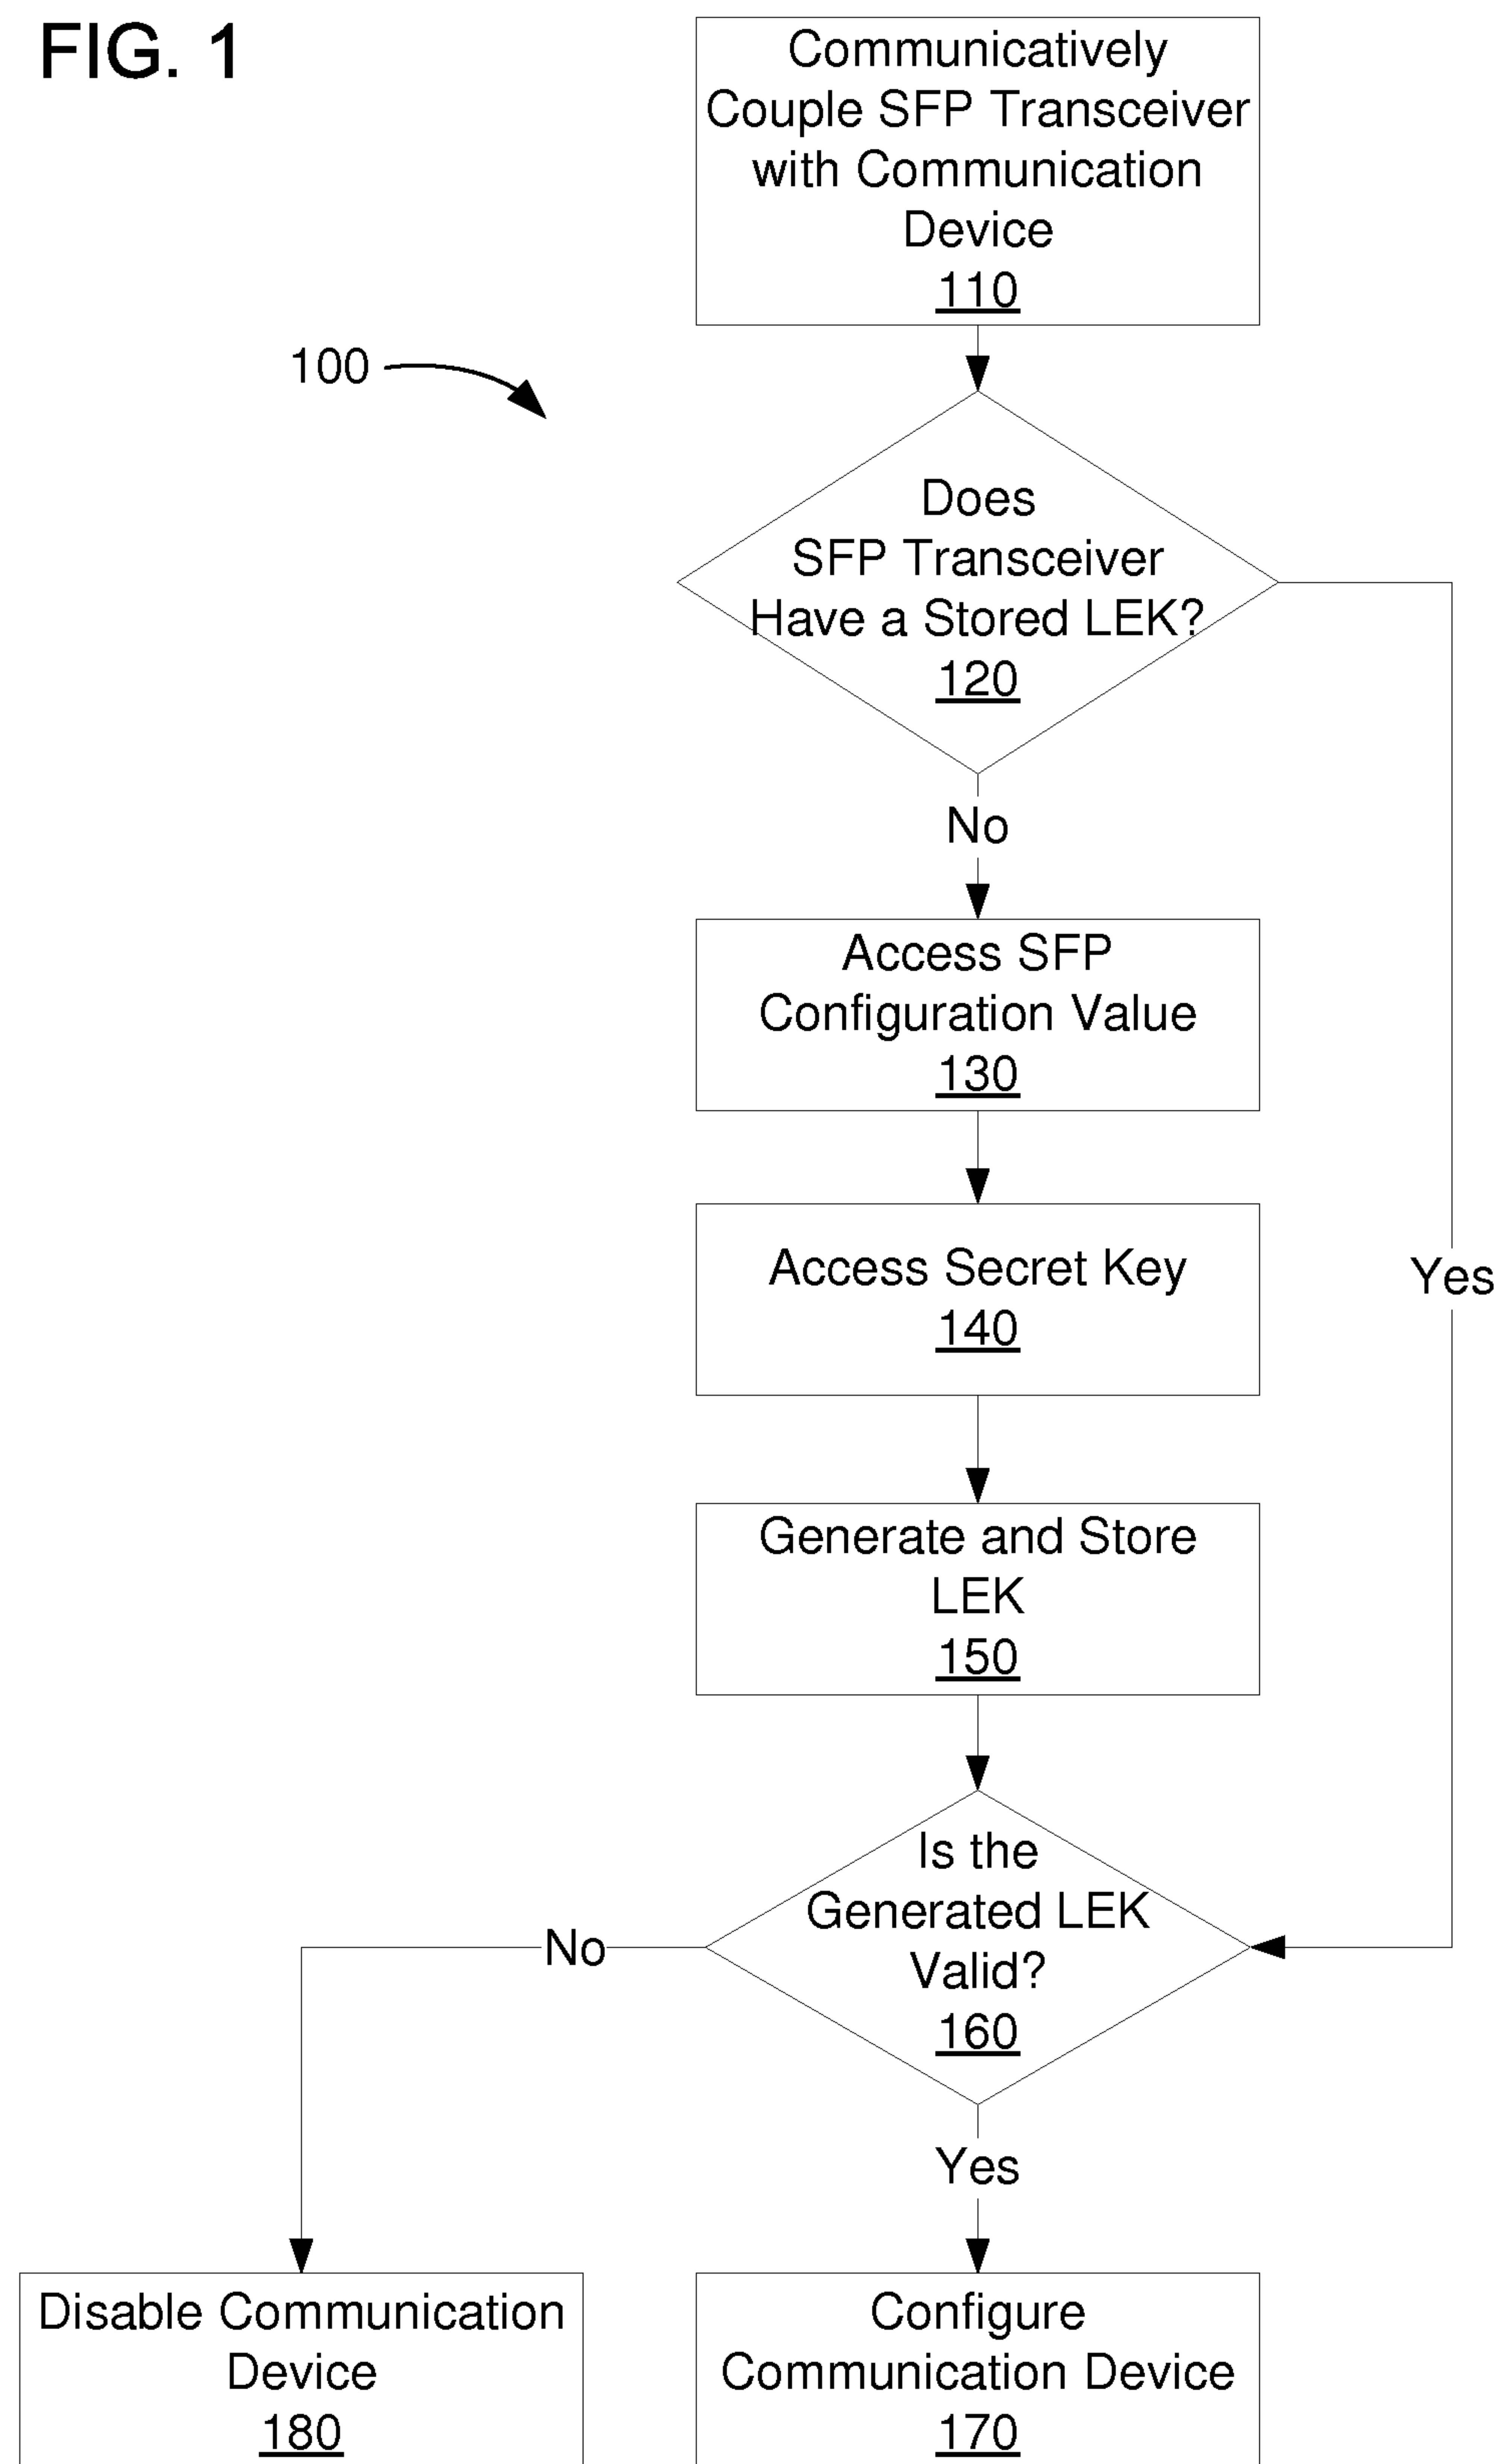 FIG. 1
Communicatively
Couple SFP Transceiver
with Communication
Device
110
100
Does
SFP Transceiver
Have a Stored LEK?
120
No
Access SFP
Configuration Value
130
Access Secret Key
140
Yes
Generate and Store
LEK
150
Is the
Generated LEK
Valid?
160
No
Yes
Disable Communication
Device
180
Configure
Communication Device
170